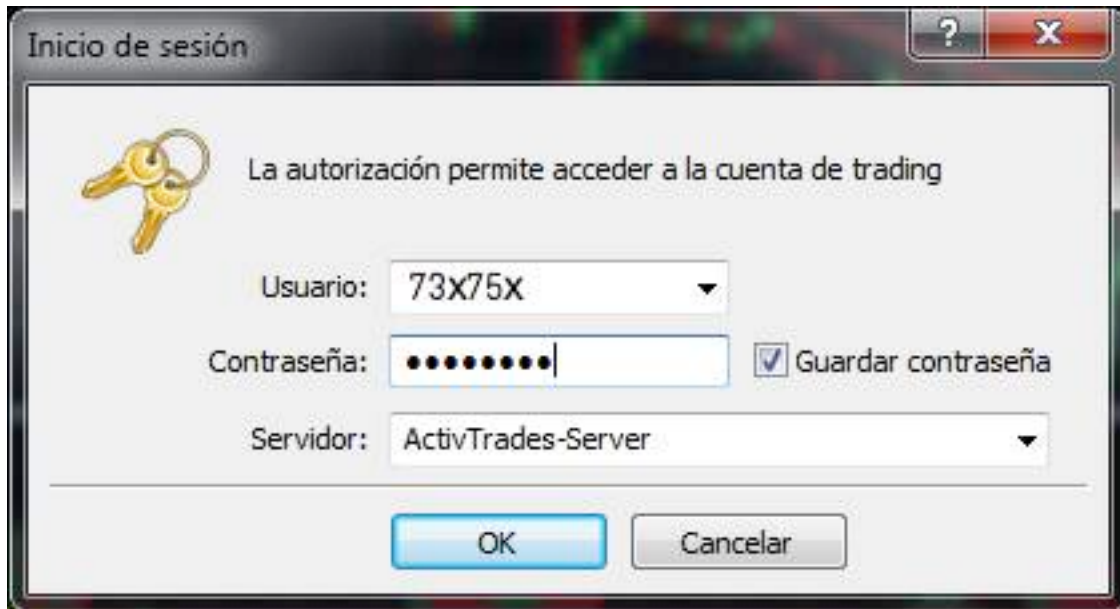 Inicio de sesión
La autorización permite acceder a la cuenta de trading
Usuario: 73x75x
Contraseña: ●●●●●●●● Guardar contraseña
Servidor: ActivTrades-Server
OK Cancelar